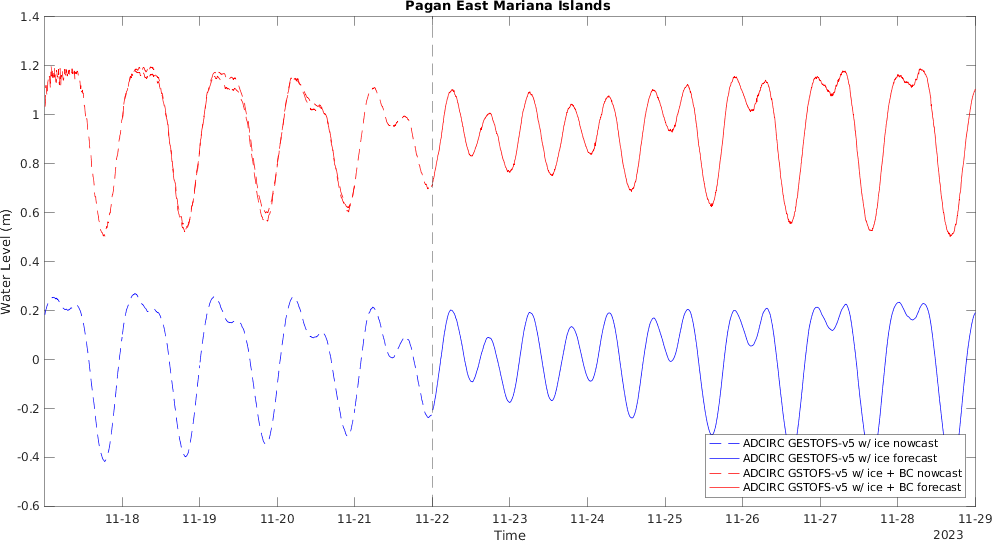 Pagan East Mariana Islands
1.4
1.2
1
0.8
0.6
0.4
0.2
0
-0.2
-0.4
-0.6
Water Level (m)
ADCIRC GESTOFS-v5 w/ ice nowcast
ADCIRC GESTOFS-v5 w/ ice forecast
ADCIRC GSTOFS-v5 w/ ice + BC nowcast
ADCIRC GSTOFS-v5 w/ ice + BC forecast
11-18 11-19 11-20 11-21 11-22 11-23 11-24 11-25 11-26 11-27 11-28 11-29
Time
2023